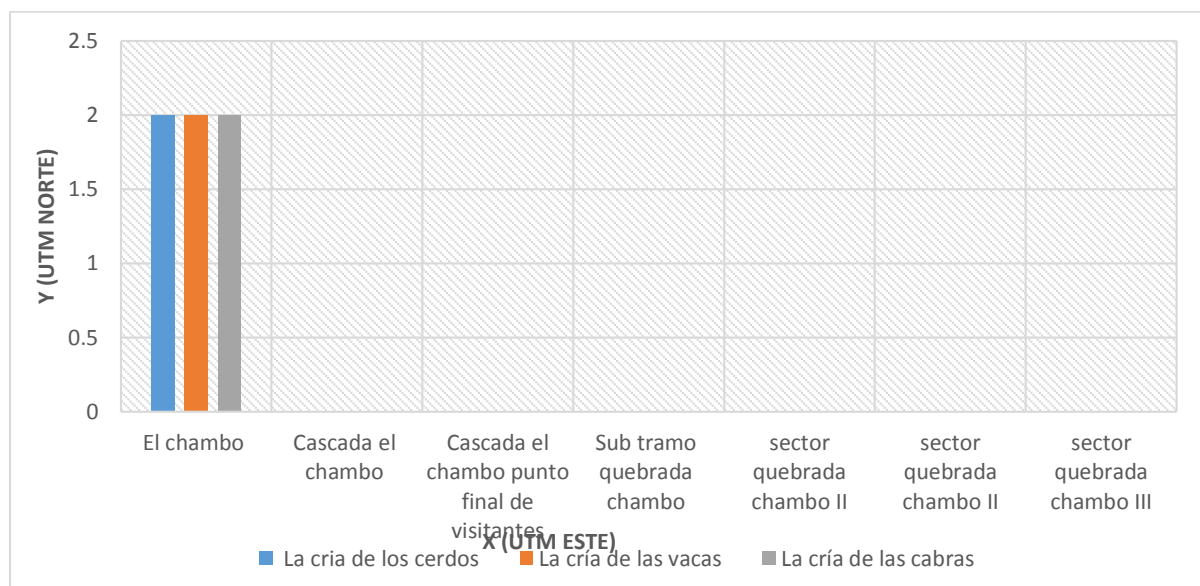 2.5
2
1.5
1
0.5
0
Y (UTM NORTE)
El chambo
Cascada el
chambo
Cascada el
chambo punto
final de
visitantes
Sub tramo
quebrada
chambo
sector
quebrada
chambo II
sector
quebrada
chambo II
sector
quebrada
chambo III
X (UTM ESTE)
La cria de los cerdos
La cría de las vacas
La cría de las cabras